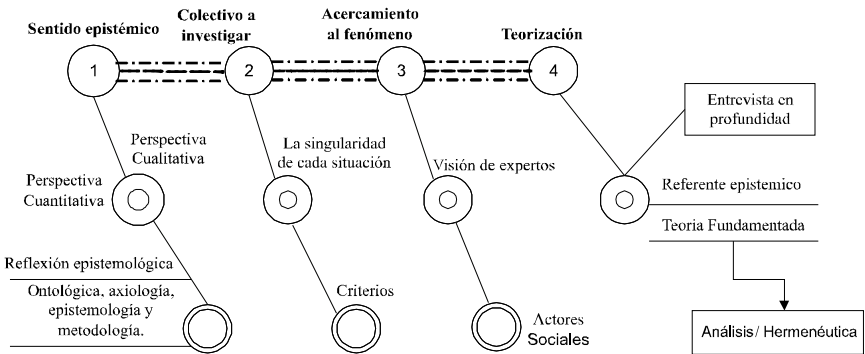 Sentido epistémico
Colectivo a
investigar
Acercamiento
al fenómeno
Teorización
1
2
3
4
Perspectiva
Cualitativa
Perspectiva
Cuantitativa
La singularidad
de cada situación
Visión de expertos
Entrevista en
profundidad
Referente epistemico
Teoria Fundamentada
Reflexión epistemológica
Ontológica, axiología,
epistemología y
metodología.
Criterios
Actores
Sociales
Análisis/ Hermenéutica